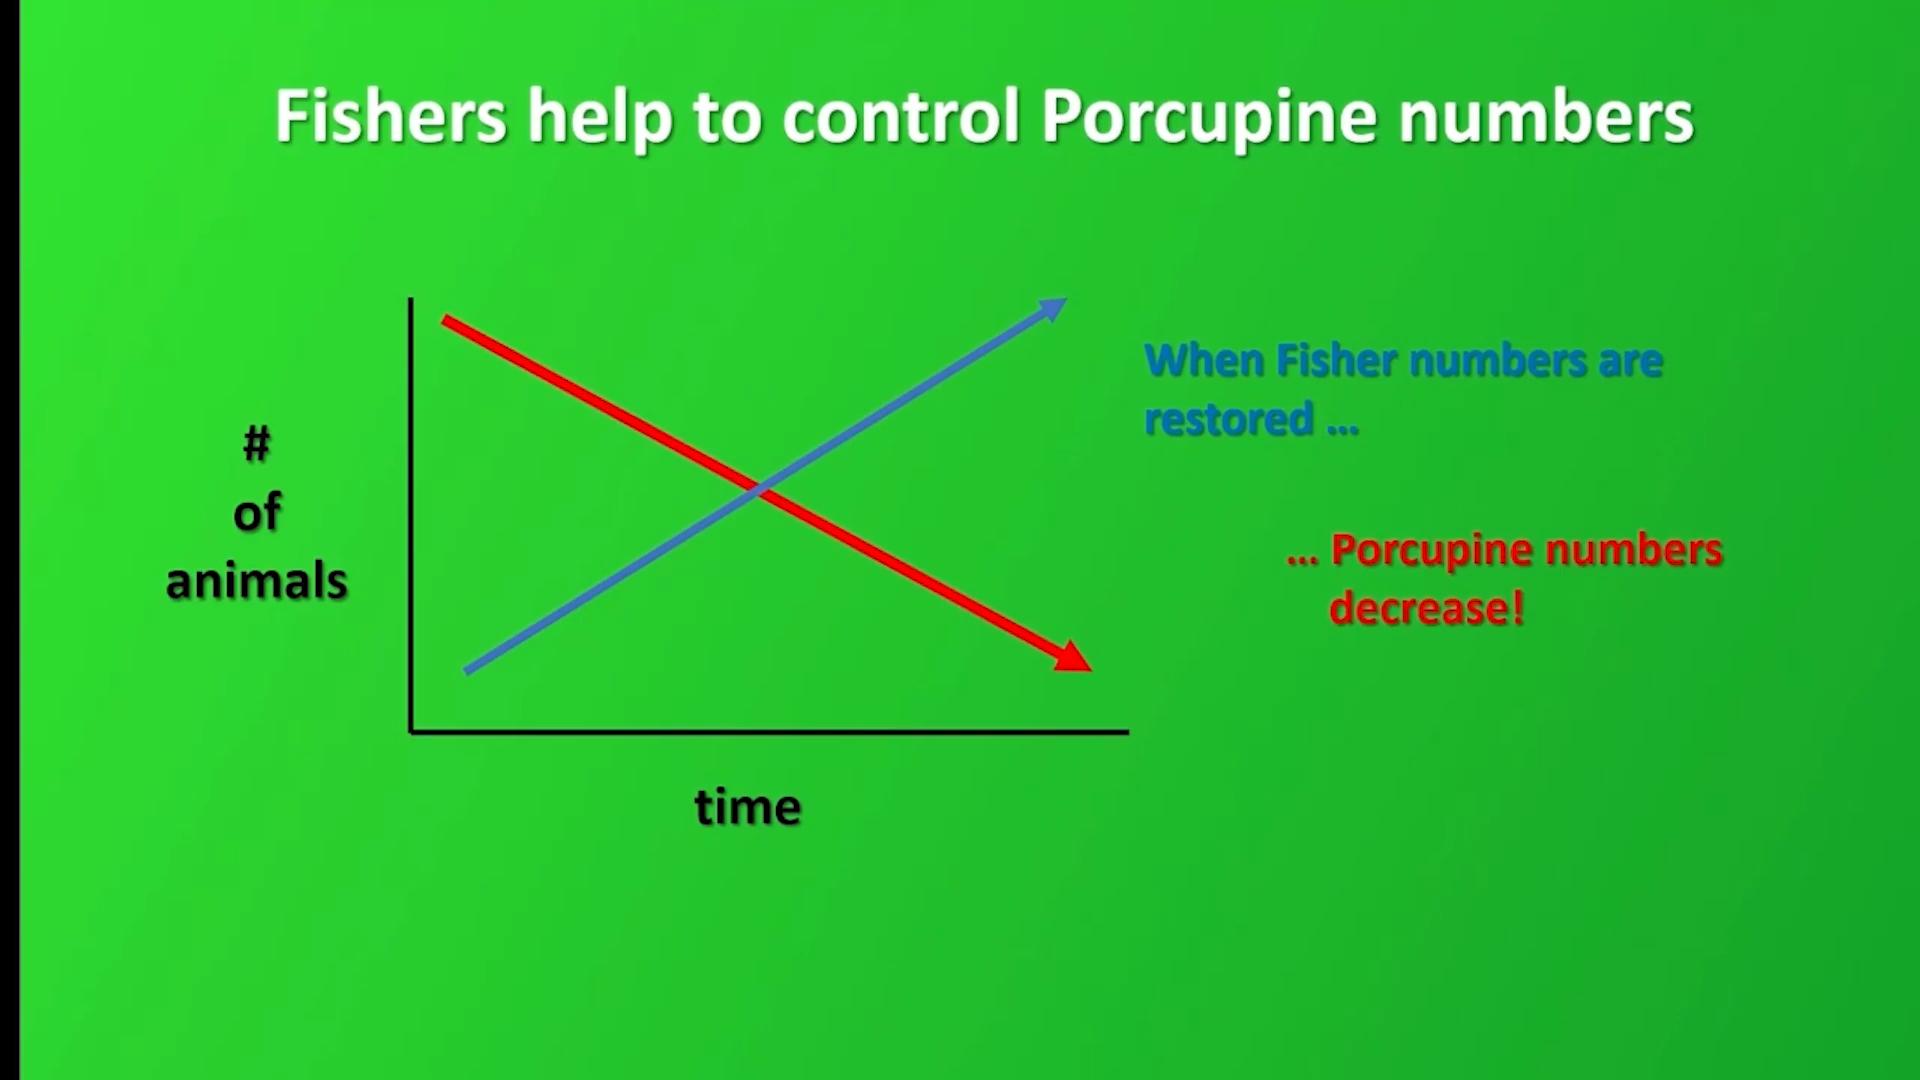 Fishers help to control Porcupine numbers
When Fisher numbers are
restored ...
#
of
animals
... Porcupine numbers
decrease!
time